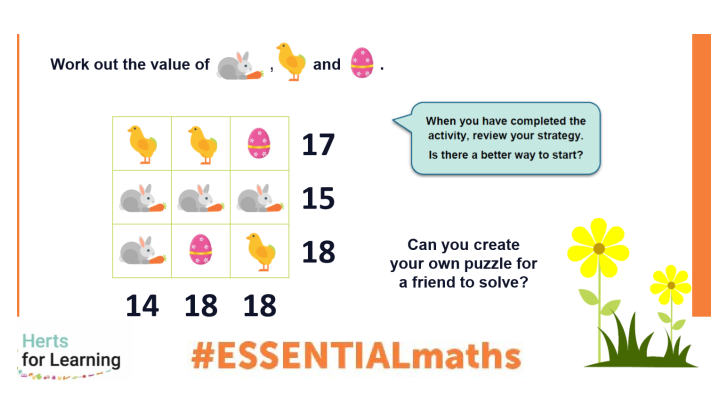 Work out the value of , and .
17
15
18
14 18 18
When you have completed the
activity, review your strategy.
Is there a better way to start?
Can you create
your own puzzle for
a friend to solve?
Herts
for Learning
#ESSENTIALmaths